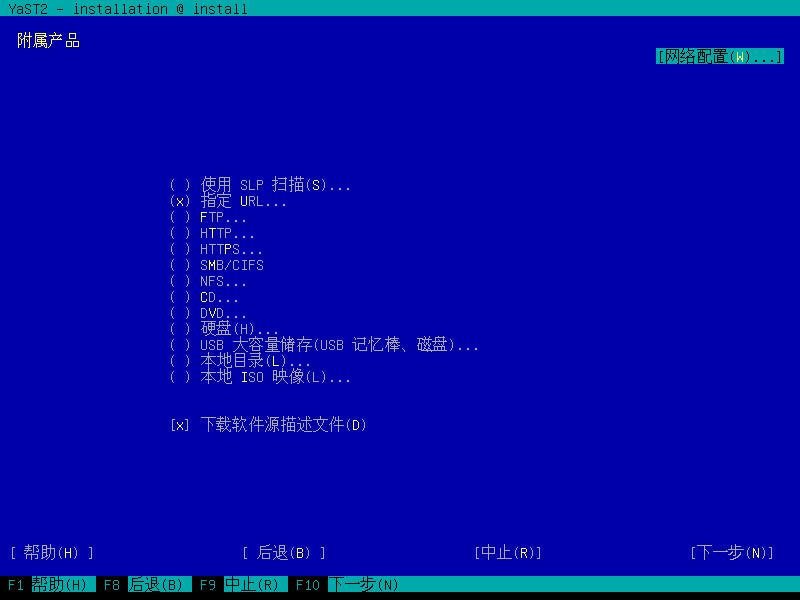 YaST2 - installation @ install
附属产品
[网络配置(W)...]
( ) 使用 SLP 扫描(S)...
(x) 指定 URL...
( ) FTP...
( ) HTTP...
( ) HTTPS...
( ) SMB/CIFS
( ) NFS...
( ) CD...
( ) DVD...
( ) 硬盘(H)...
( ) USB 大容量储存(USB 记忆棒、磁盘)...
( ) 本地目录(L)...
( ) 本地 ISO 映像(L)...
[x] 下载软件源描述文件(D)
[ 帮助(H) ] [ 后退(B) ] [中止(R)] [下一步(N)]
F1 帮助(H) F8 后退(B) F9 中止(R) F10 下一步(N)